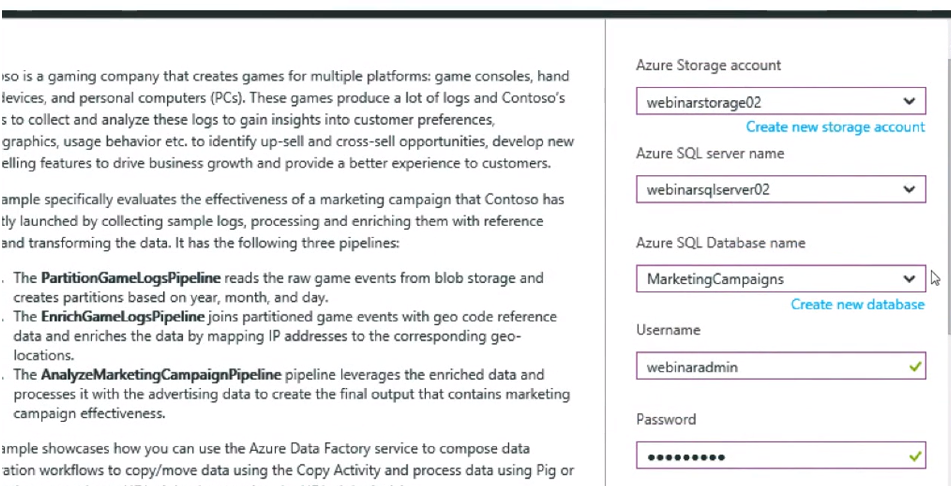 oso is a gaming company that creates games for multiple platforms: game consoles, hand
devices, and personal computers (PCs). These games produce a lot of logs and Contoso's
s to collect and analyze these logs to gain insights into customer preferences,
graphics, usage behavior etc. to identify up-sell and cross-sell opportunities, develop new
elling features to drive business growth and provide a better experience to customers.
ample specifically evaluates the effectiveness of a marketing campaign that Contoso has
tly launched by collecting sample logs, processing and enriching them with reference
and transforming the data. It has the following three pipelines:
. The PartitionGameLogsPipeline reads the raw game events from blob storage and
creates partitions based on year, month, and day.
. The EnrichGameLogsPipeline joins partitioned game events with geo code reference
data and enriches the data by mapping IP addresses to the corresponding geo-
locations.
. The AnalyzeMarketingCampaignPipeline pipeline leverages the enriched data and
processes it with the advertising data to create the final output that contains marketing
campaign effectiveness.
ample showcases how you can use the Azure Data Factory service to compose data
ration workflows to copy/move data using the Copy Activity and process data using Pig or
Azure Storage account
webinarstorage02
Create new storage account
Azure SQL server name
webinarsqlserver02
Azure SQL Database name
MarketingCampaigns
Create new database
Username
webinaradmin
Password
•••••••••